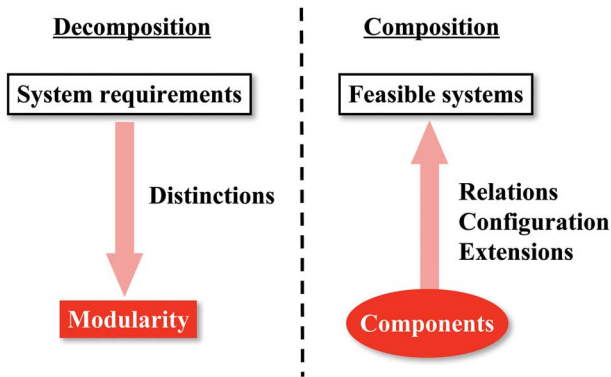 Decomposition
System requirements
Distinctions
Modularity
Composition
Feasible systems
Relations
Configuration
Extensions
Components